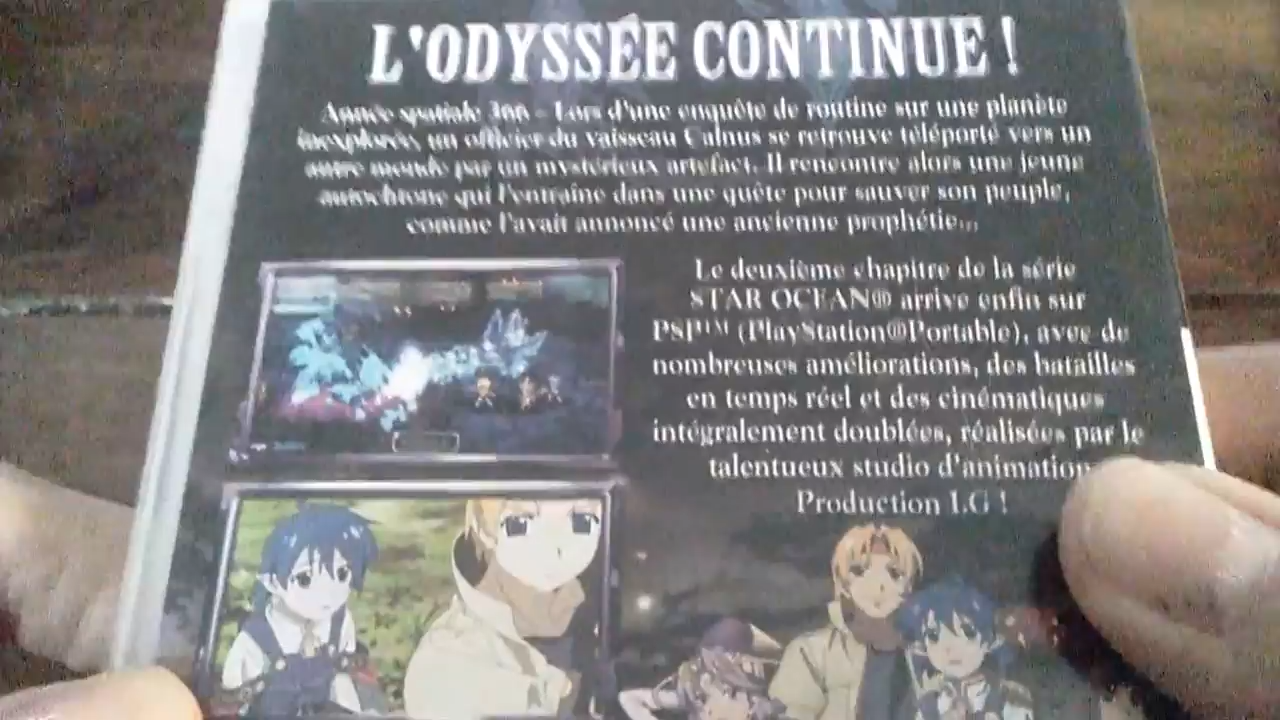 L'ODYSSÉE CONTINUE !
Année spatiale 366 - Lors d'une enquête de routine sur une planète
inexplorée, un officier du vaisseau Calnus se retrouve téléporté vers un
autre monde par un mystérieux artefact. Il rencontre alors une jeune
autochtone qui l'entraîne dans une quête pour sauver son peuple,
comme l'avait annoncé une ancienne prophétie...
Le deuxième chapitre de la série
STAR OCEAN® arrive enfin sur
PSP™ (PlayStation®Portable), avec de
nombreuses améliorations, des batailles
en temps réel et des cinématiques
intégralement doublées, réalisées par le
talentueux studio d'animation
Production I.G !